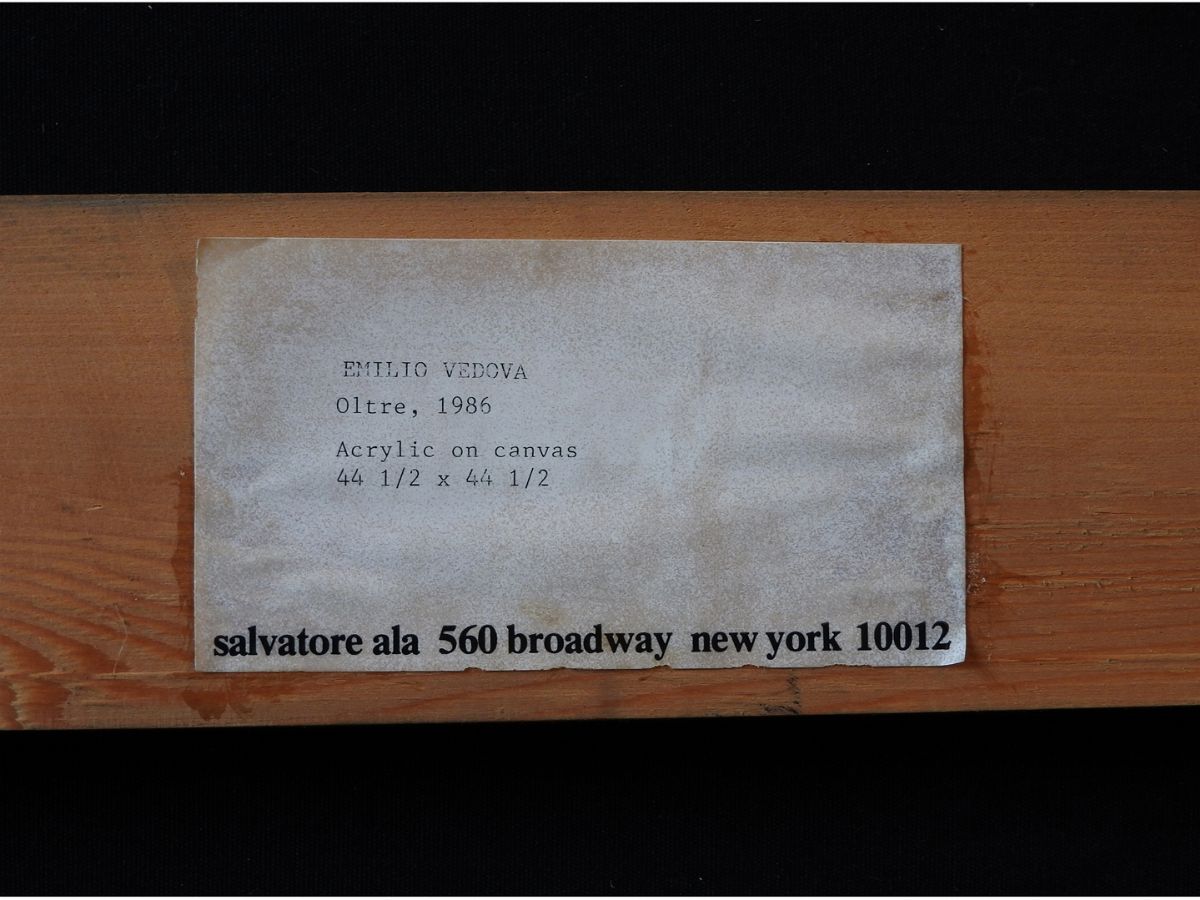 EMILIO VEDOVA
Oltre, 1986
Acrylic on canvas
44 1/2 x 44 1/2
salvatore ala 560 broadway new york 10012